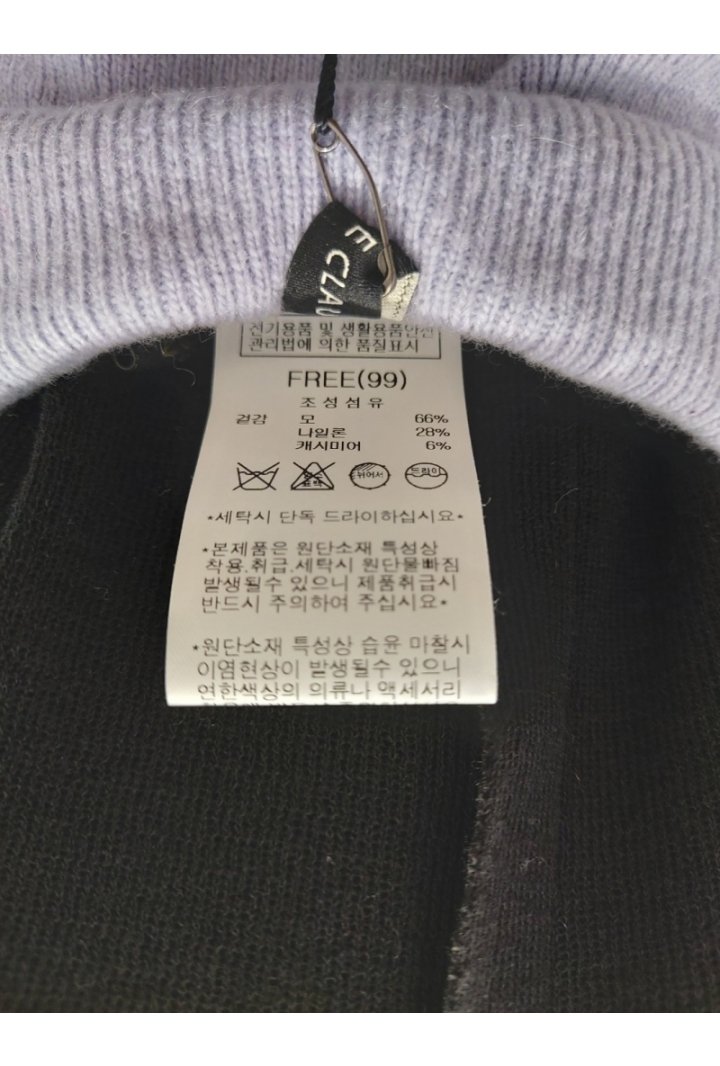 E CLAU
전기용품 및 생활용품안전
관리법에 의한 품질표시
FREE(99)
조성섬유
겉감 모 66%
나일론 28%
캐시미어 6%
표백 뉘어서 드라이
*세탁시 단독 드라이하십시요*
*본제품은 원단소재 특성상
착용.취급.세탁시 원단물빠짐
발생될수 있으니 제품취급시
반드시 주의하여 주십시요*
*원단소재 특성상 습윤 마찰시
이염현상이 발생될수 있으니
연한색상의 의류나 액세서리